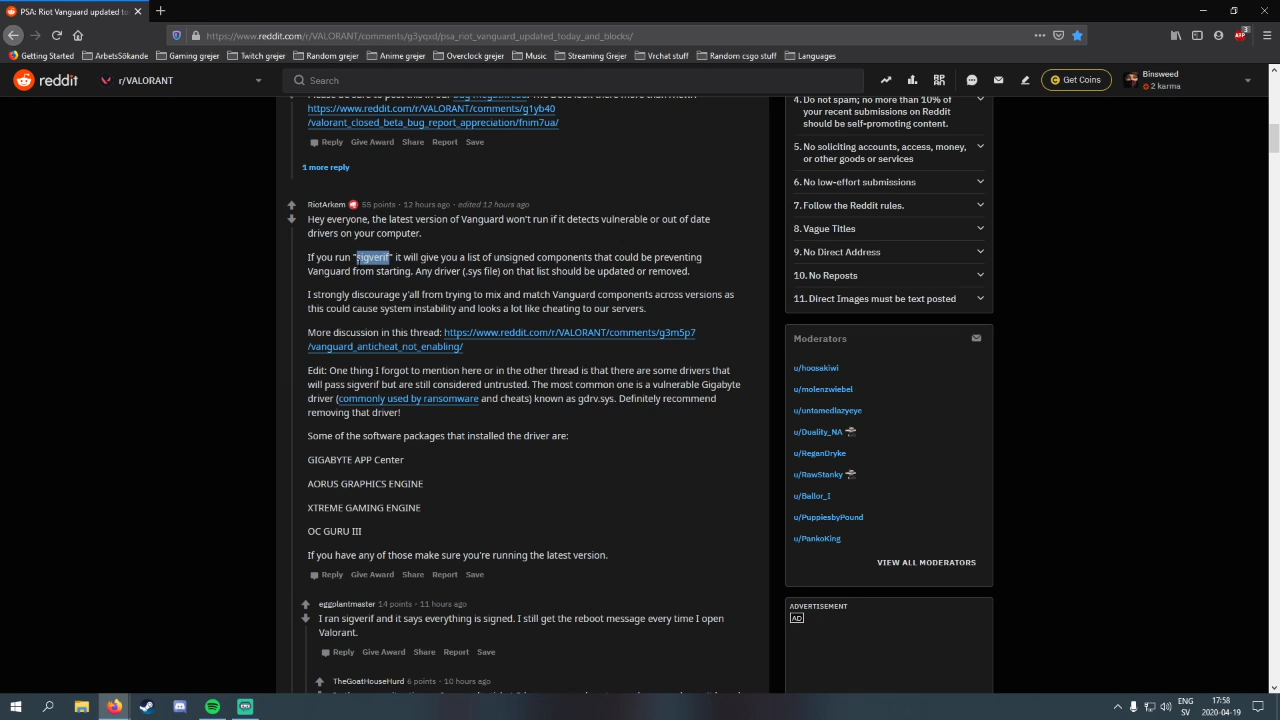 PSA: Riot Vanguard updated to
https://www.reddit.com/r/VALORANT/comments/g3yqxd/psa_riot_vanguard_updated_today_and_blocks/
Getting Started ArbetsSökande Gaming grejer Twitch grejer Random grejer Anime grejer Overclock grejer Music Streaming Grejer Vrchat stuff Random csgo stuff Languages
reddit r/VALORANT Search Get Coins Binsweed
2 karma
https://www.reddit.com/r/VALORANT/comments/g1yb40
/valorant_closed_beta_bug_report_appreciation/fnim7ua/
Reply Give Award Share Report Save
1 more reply
RiotArkem 55 points · 12 hours ago · edited 12 hours ago
Hey everyone, the latest version of Vanguard won't run if it detects vulnerable or out of date
drivers on your computer.
If you run "sigverif" it will give you a list of unsigned components that could be preventing
Vanguard from starting. Any driver (.sys file) on that list should be updated or removed.
I strongly discourage y'all from trying to mix and match Vanguard components across versions as
this could cause system instability and looks a lot like cheating to our servers.
More discussion in this thread: https://www.reddit.com/r/VALORANT/comments/g3m5p7
/vanguard_anticheat_not_enabling/
Edit: One thing I forgot to mention here or in the other thread is that there are some drivers that
will pass sigverif but are still considered untrusted. The most common one is a vulnerable Gigabyte
driver (commonly used by ransomware and cheats) known as gdrv.sys. Definitely recommend
removing that driver!
Some of the software packages that installed the driver are:
GIGABYTE APP Center
AORUS GRAPHICS ENGINE
XTREME GAMING ENGINE
OC GURU III
If you have any of those make sure you're running the latest version.
Reply Give Award Share Report Save
eggplantmaster 14 points · 11 hours ago
I ran sigverif and it says everything is signed. I still get the reboot message every time I open
Valorant.
Reply Give Award Share Report Save
TheGoatHouseHurd 6 points · 10 hours ago
4. Do not spam; no more than 10% of
your recent submissions on Reddit
should be self-promoting content.
5. No soliciting accounts, access, money,
or other goods or services
6. No low-effort submissions
7. Follow the Reddit rules.
8. Vague Titles
9. No Direct Address
10. No Reposts
11. Direct Images must be text posted
Moderators
u/hoosakiwi
u/molenzwiebel
u/untamedlazyeye
u/Duality_NA
u/ReganDryke
u/RawStanky
u/Ballor_I
u/PuppiesbyPound
u/PankoKing
VIEW ALL MODERATORS
ADVERTISEMENT
AD
ENG 17:58
SV 2020-04-19